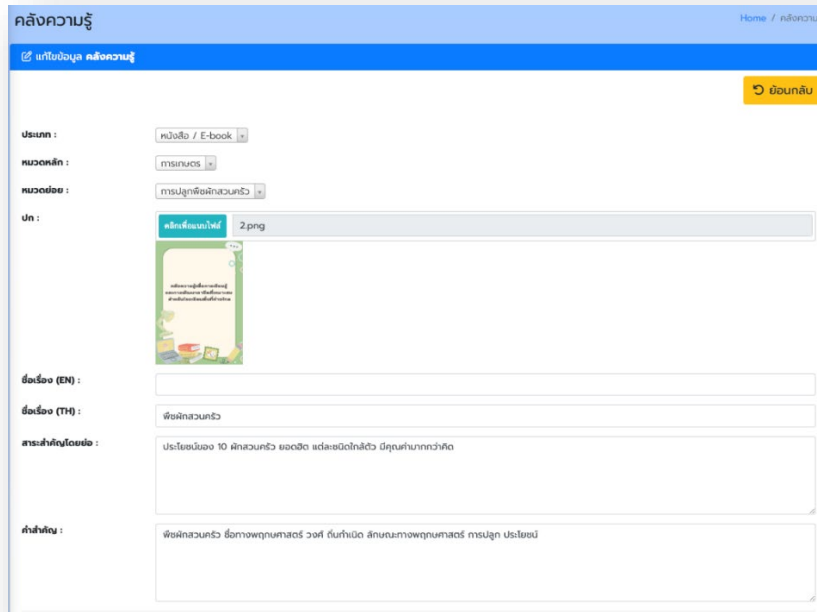 คลังความรู้
Home / คลังความ
แก้ไขข้อมูล คลังความรู้
ย้อนกลับ
ประเภท :
หนังสือ / E-book
หมวดหลัก :
การเกษตร
หมวดย่อย :
การปลูกพืชผักสวนครัว
ปก :
คลิกเพื่อแนบไฟล์ 2.png
ชื่อเรื่อง (EN) :
ชื่อเรื่อง (TH) :
พืชผักสวนครัว
สาระสำคัญโดยย่อ :
ประโยชน์ของ 10 ผักสวนครัว ยอดฮิต แต่ละชนิดใกล้ตัว มีคุณค่ามากกว่าคิด
คำสำคัญ :
พืชผักสวนครัว ชื่อทางพฤกษศาสตร์ วงศ์ ถิ่นกำเนิด ลักษณะทางพฤกษศาสตร์ การปลูก ประโยชน์